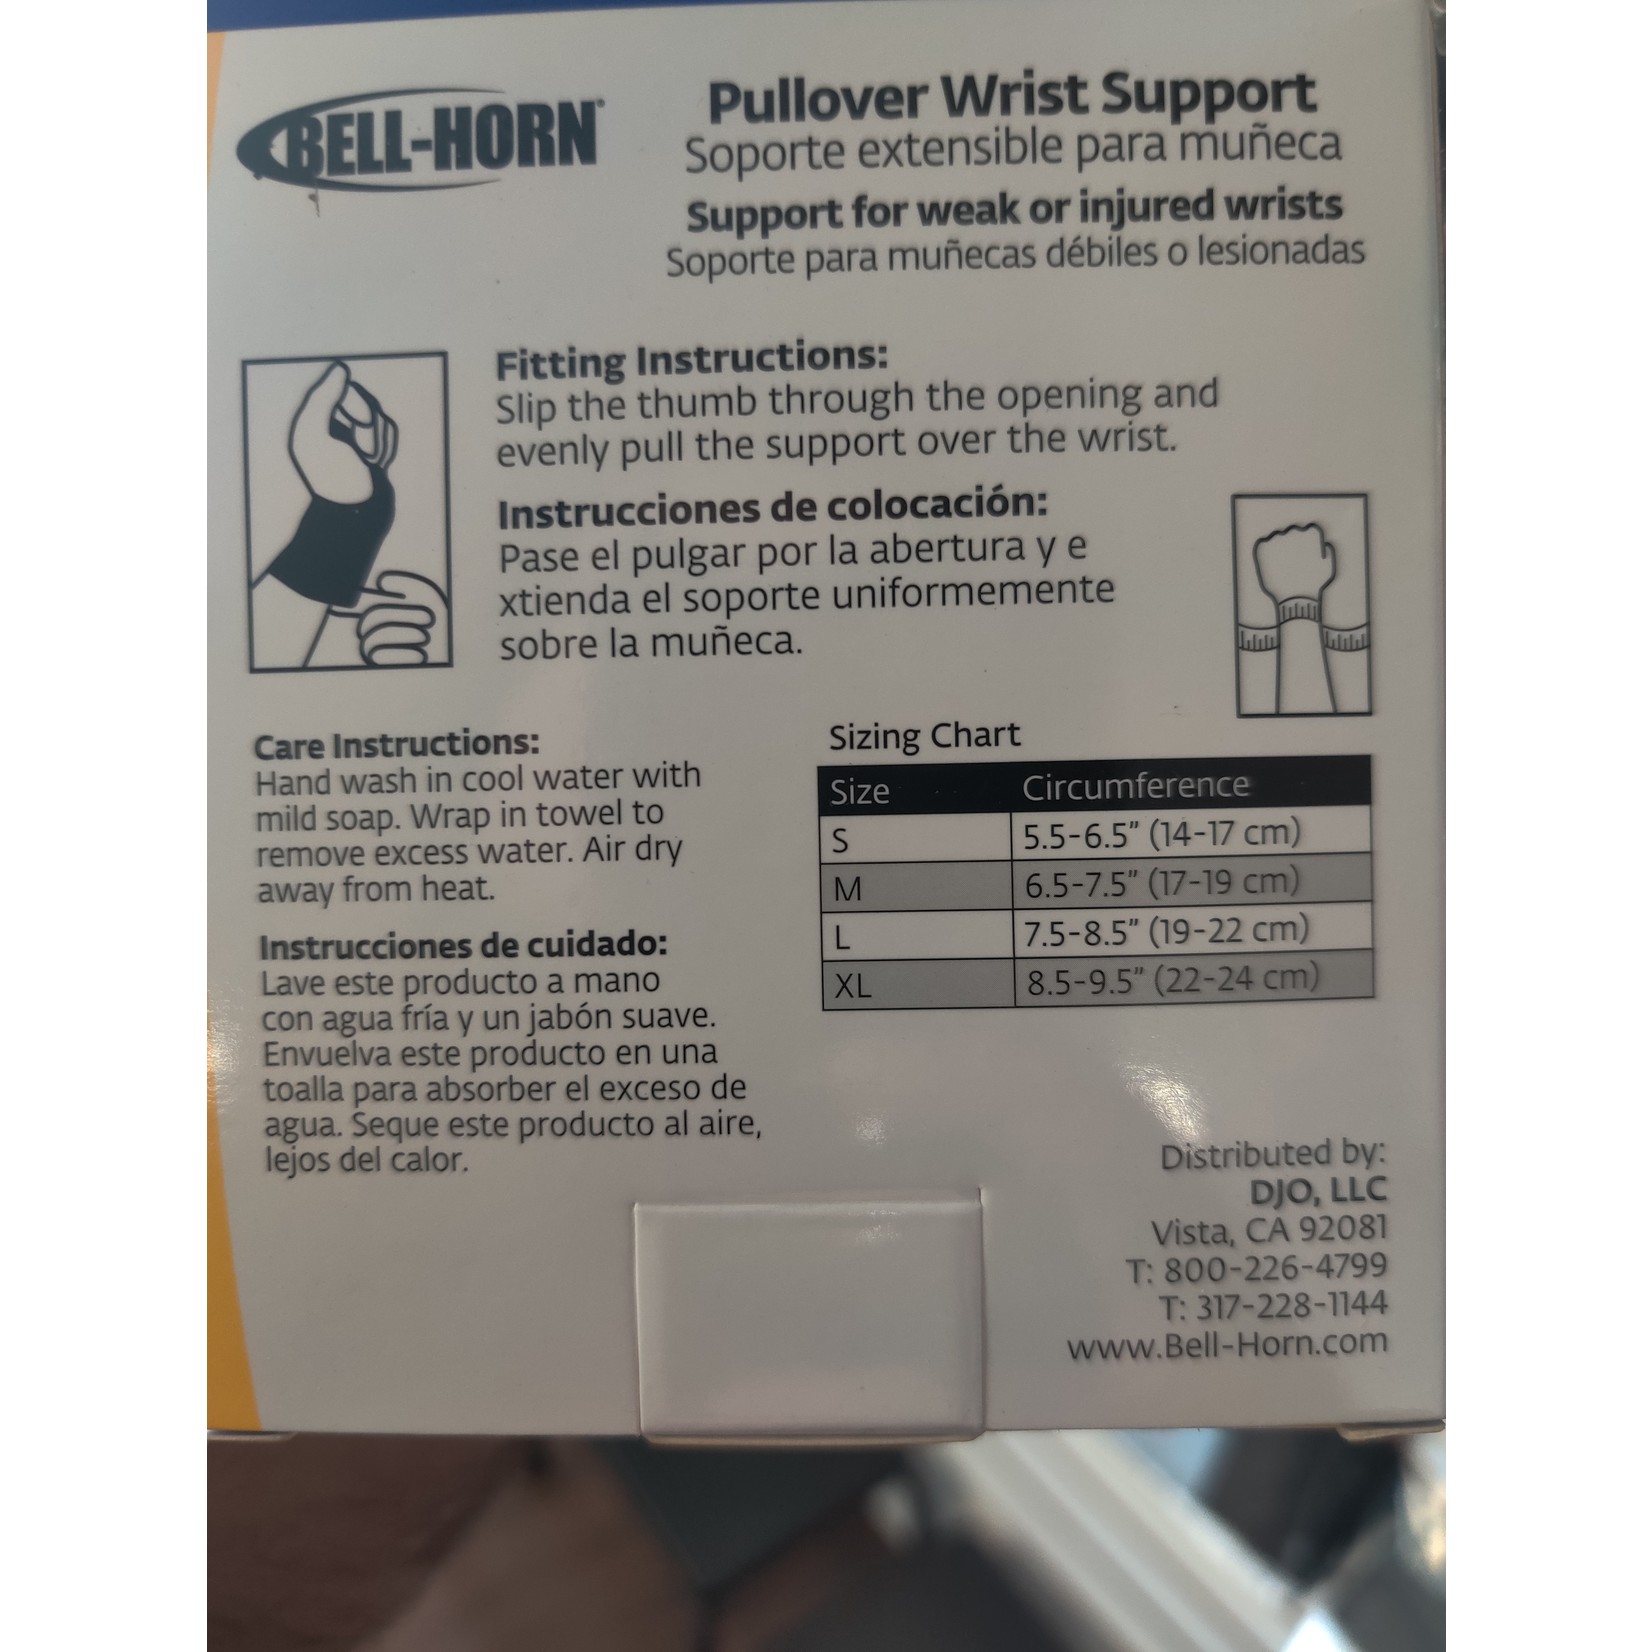 BELL-HORN®
Pullover Wrist Support
Soporte extensible para muñeca
Support for weak or injured wrists
Soporte para muñecas débiles o lesionadas
Fitting Instructions:
Slip the thumb through the opening and
evenly pull the support over the wrist.
Instrucciones de colocación:
Pase el pulgar por la abertura y e
xtienda el soporte uniformemente
sobre la muñeca.
Care Instructions:
Hand wash in cool water with
mild soap. Wrap in towel to
remove excess water. Air dry
away from heat.
Instrucciones de cuidado:
Lave este producto a mano
con agua fría y un jabón suave.
Envuelva este producto en una
toalla para absorber el exceso de
agua. Seque este producto al aire,
lejos del calor.
Sizing Chart
Size Circumference
S 5.5-6.5" (14-17 cm)
M 6.5-7.5" (17-19 cm)
L 7.5-8.5" (19-22 cm)
XL 8.5-9.5" (22-24 cm)
Distributed by:
DJO, LLC
Vista, CA 92081
T: 800-226-4799
T: 317-228-1144
www.Bell-Horn.com